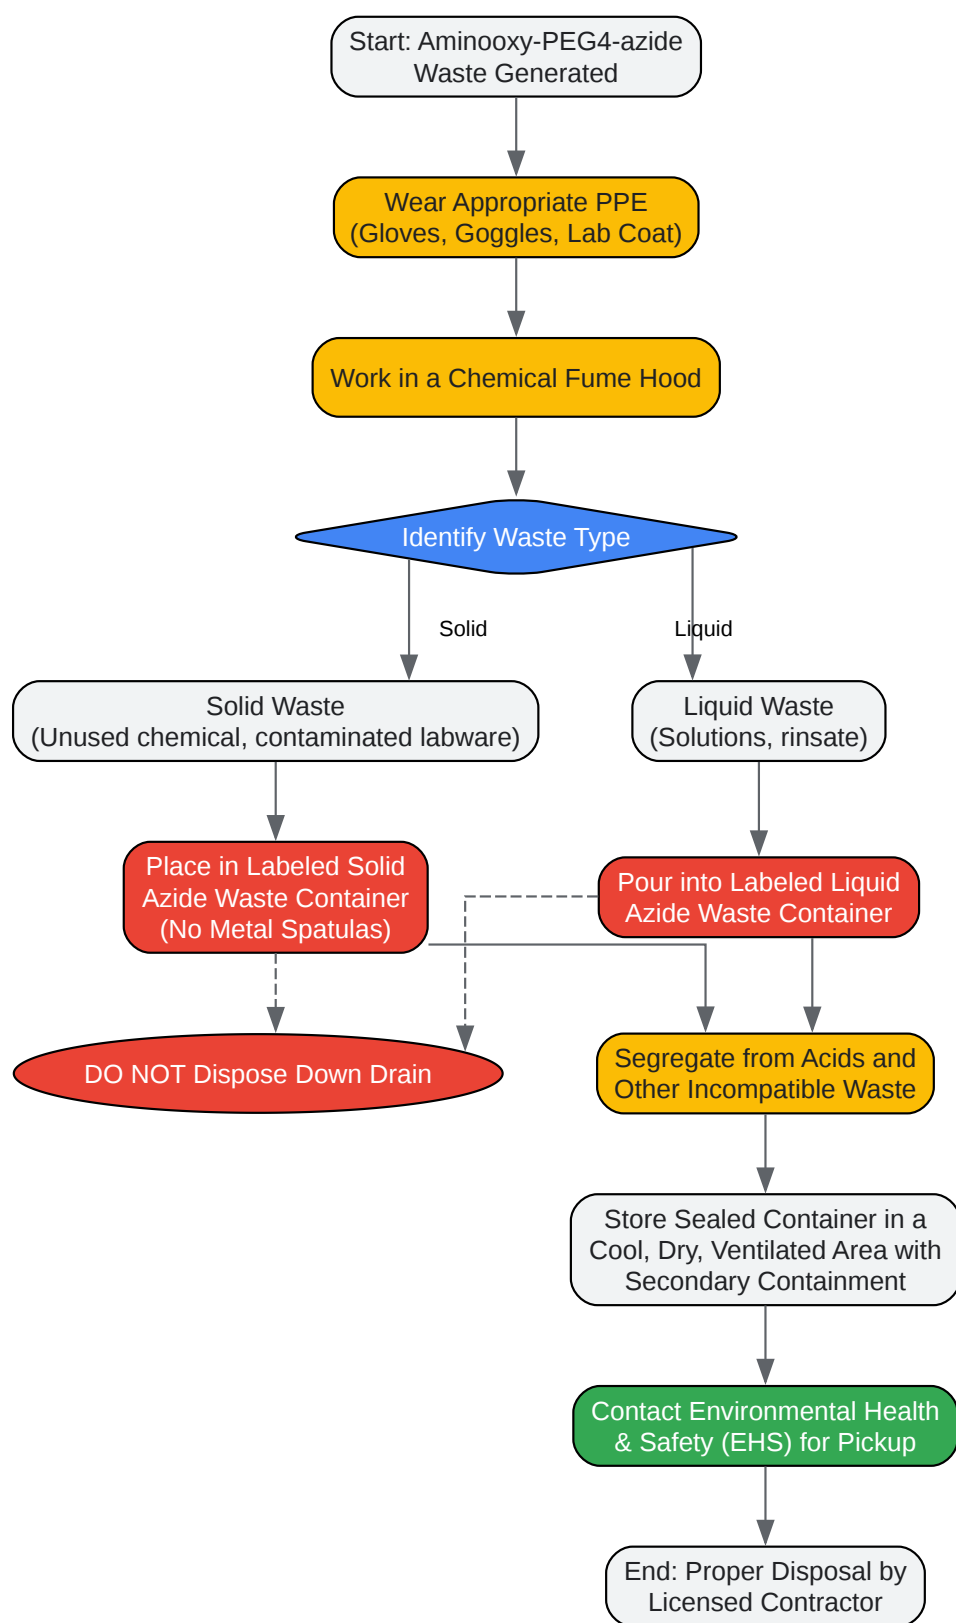 Start: Aminooxy-PEG4-azide
Waste Generated
Wear Appropriate PPE
(Gloves, Goggles, Lab Coat)
Work in a Chemical Fume Hood
Identify Waste Type
Solid
Liquid
Solid Waste
(Unused chemical, contaminated labware)
Liquid Waste
(Solutions, rinsate)
Place in Labeled Solid
Azide Waste Container
(No Metal Spatulas)
Pour into Labeled Liquid
Azide Waste Container
DO NOT Dispose Down Drain
Segregate from Acids and
Other Incompatible Waste
Store Sealed Container in a
Cool, Dry, Ventilated Area with
Secondary Containment
Contact Environmental Health
& Safety (EHS) for Pickup
End: Proper Disposal by
Licensed Contractor